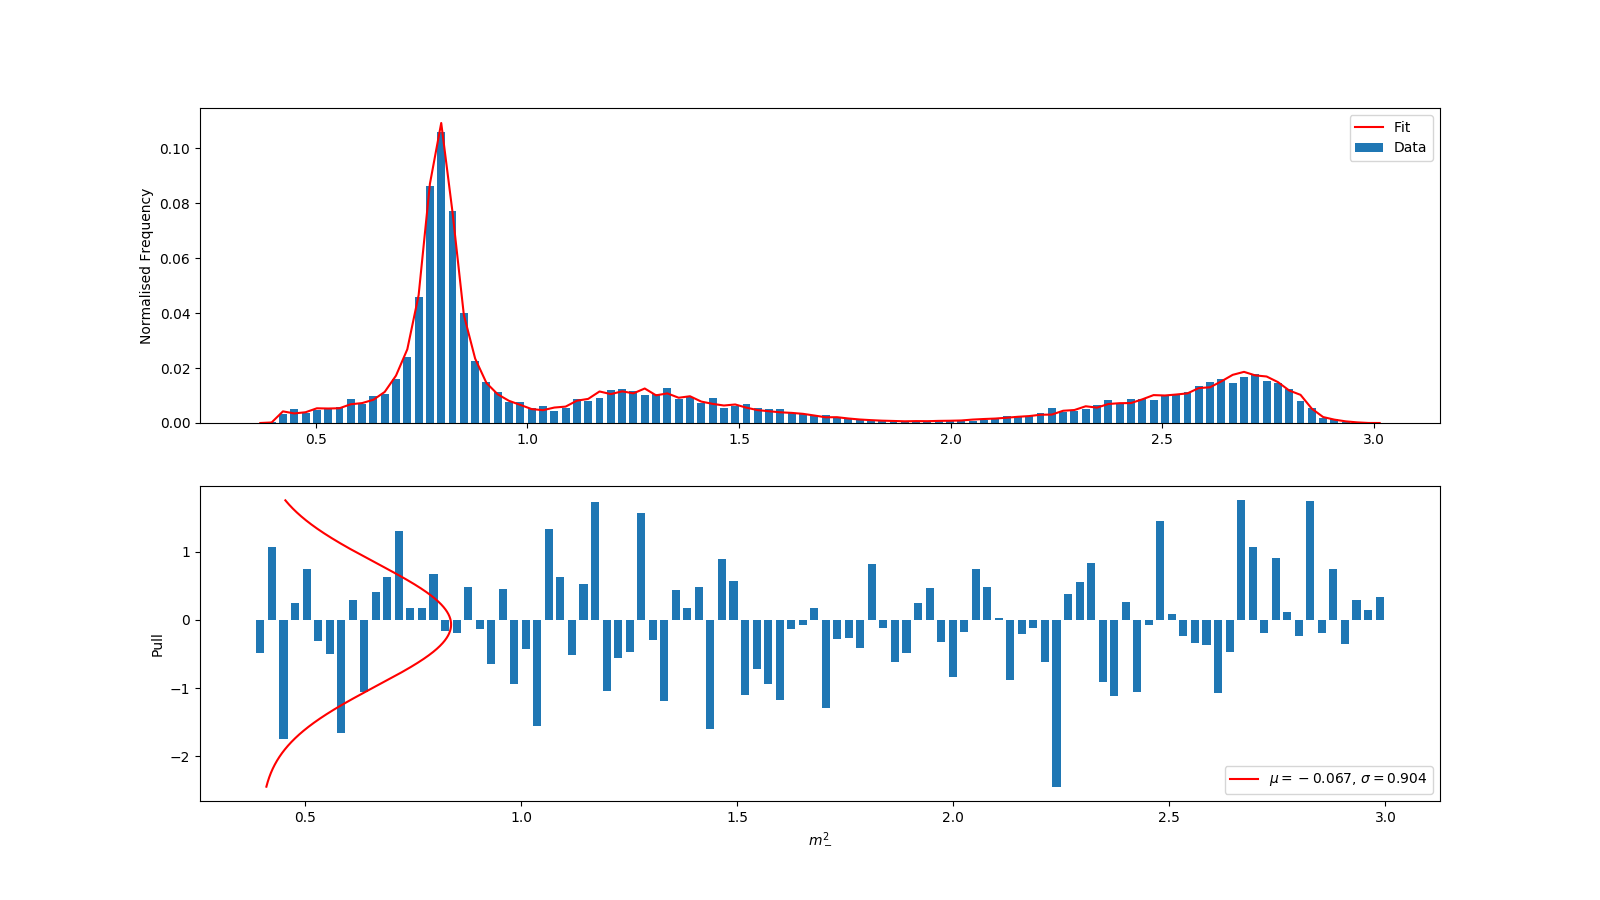 Fit
Data
Normalised Frequency
0.10
0.08
0.06
0.04
0.02
0.00
0.5 1.0 1.5 2.0 2.5 3.0
Pull
1
0
−1
−2
μ = −0.067, σ = 0.904
0.5 1.0 1.5 2.0 2.5 3.0
m²₋